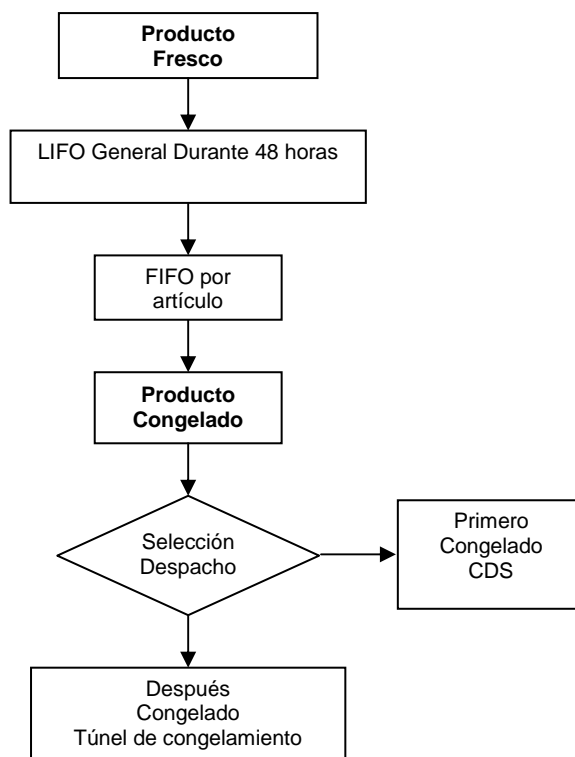 Producto
Fresco
LIFO General Durante 48 horas
FIFO por
artículo
Producto
Congelado
Selección
Despacho
Primero
Congelado
CDS
Después
Congelado
Túnel de congelamiento